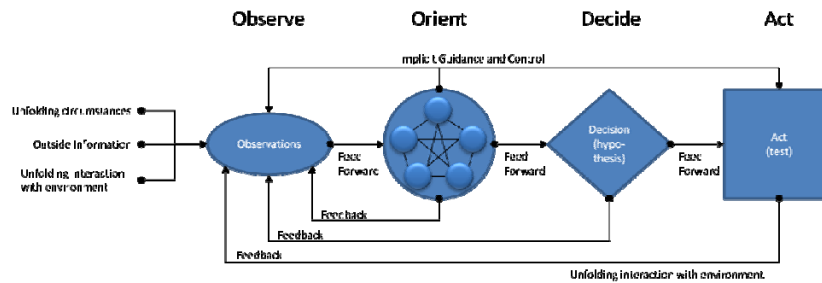 Observe
Orient
Decide
Act
mplicit Guidance and Control
Unfolding circumstances
Outside Information
Unfolding interaction
with environment
Observations
Feed
Forward
Feed
Forward
Decision
(hypo-
thesis)
Feed
Forward
Act
(test)
Feedback
Feedback
Feedback
Unfolding interaction with environment